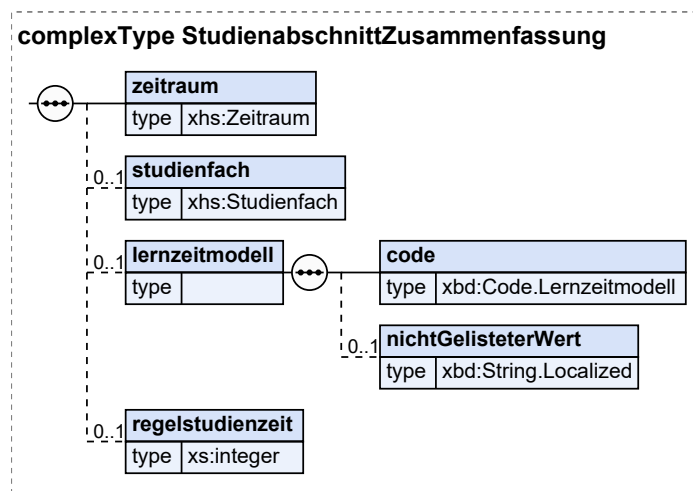 complexType StudienabschnittZusammenfassung
zeitraum
type xhs:Zeitraum
0..1 studienfach
type xhs:Studienfach
0..1 lernzeitmodell
type
code
type xbd:Code.Lernzeitmodell
0..1 nichtGelisteterWert
type xbd:String.Localized
0..1 regelstudienzeit
type xs:integer